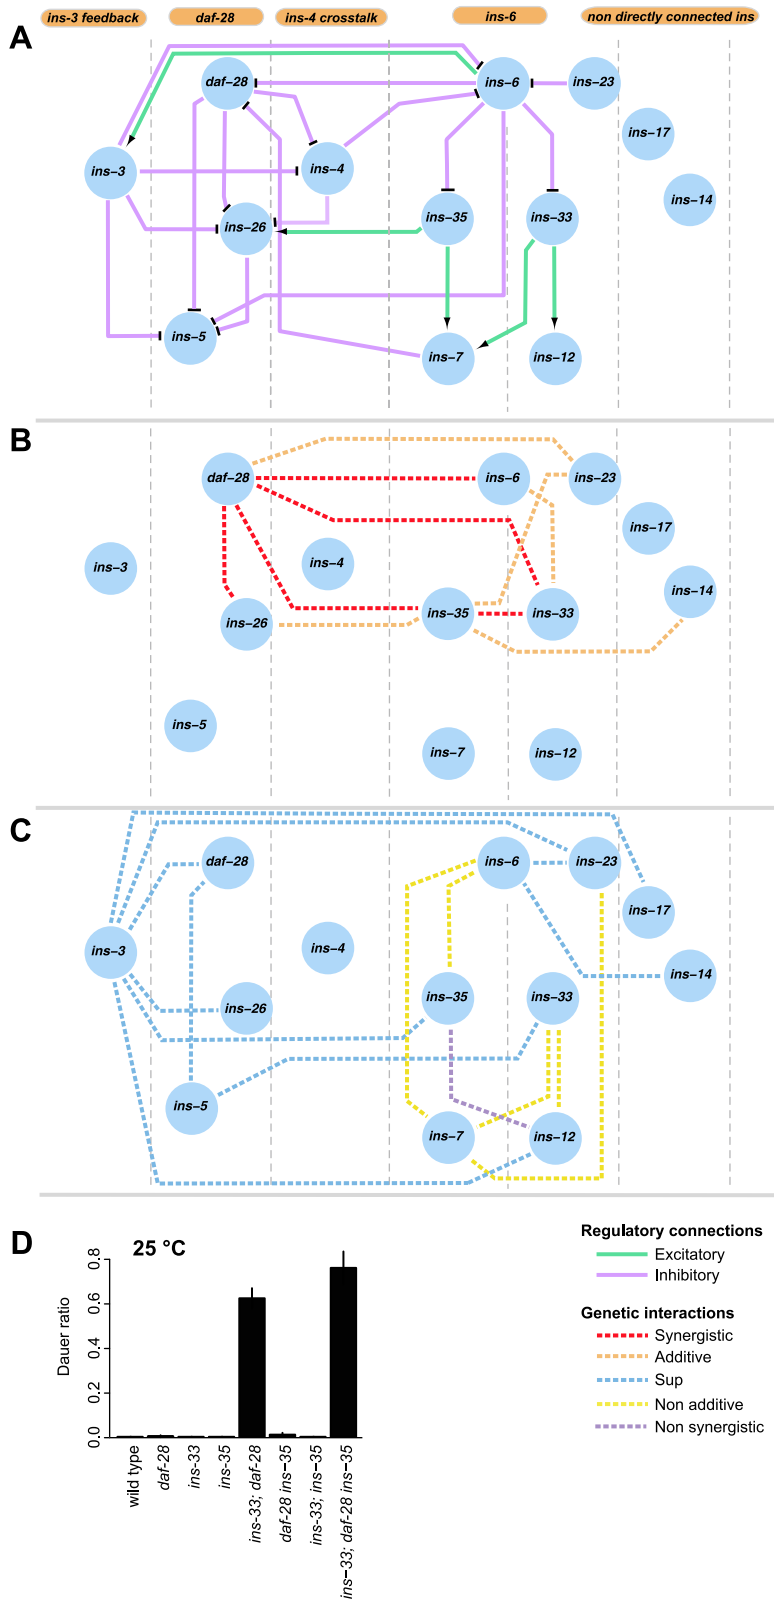 ins-3 feedback daf-28 ins-4 crosstalk ins-6 non directly connected ins
A
daf−28 ins−6 ins−23
ins−17
ins−3 ins−4
ins−14
ins−26 ins−35 ins−33
ins−5
ins−7 ins−12
B
daf−28 ins−6 ins−23
ins−17
ins−3 ins−4
ins−14
ins−26 ins−35 ins−33
ins−5
ins−7 ins−12
C
daf−28 ins−6 ins−23
ins−17
ins−3 ins−4
ins−14
ins−26 ins−35 ins−33
ins−5
ins−7 ins−12
D
25 °C
Dauer ratio
0.8
0.6
0.4
0.2
0.0
wild type
daf-28
ins-33
ins-35
ins-33; daf-28
daf-28 ins-35
ins-33; ins-35
ins−33; daf-28 ins−35
Regulatory connections
Excitatory
Inhibitory
Genetic interactions
Synergistic
Additive
Sup
Non additive
Non synergistic